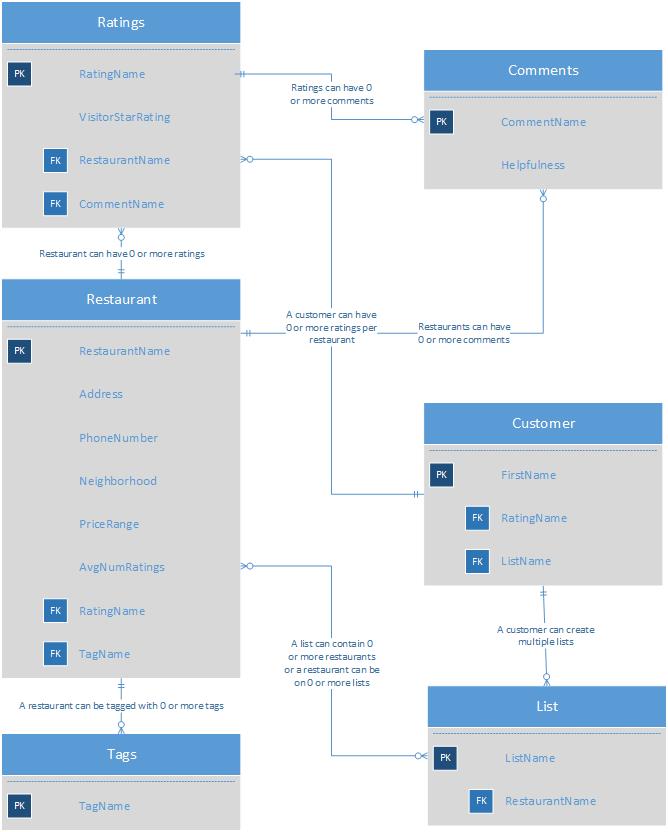 Ratings
PK RatingName
VisitorStarRating
FK RestaurantName
FK CommentName
Ratings can have 0
or more comments
Comments
PK CommentName
Helpfulness
Restaurant can have 0 or more ratings
Restaurant
PK RestaurantName
Address
PhoneNumber
Neighborhood
PriceRange
AvgNumRatings
FK RatingName
FK TagName
A customer can have
0 or more ratings per
restaurant
Restaurants can have
0 or more comments
Customer
PK FirstName
FK RatingName
FK ListName
A customer can create
multiple lists
A list can contain 0
or more restaurants
or a restaurant can be
on 0 or more lists
A restaurant can be tagged with 0 or more tags
Tags
PK TagName
List
PK ListName
FK RestaurantName